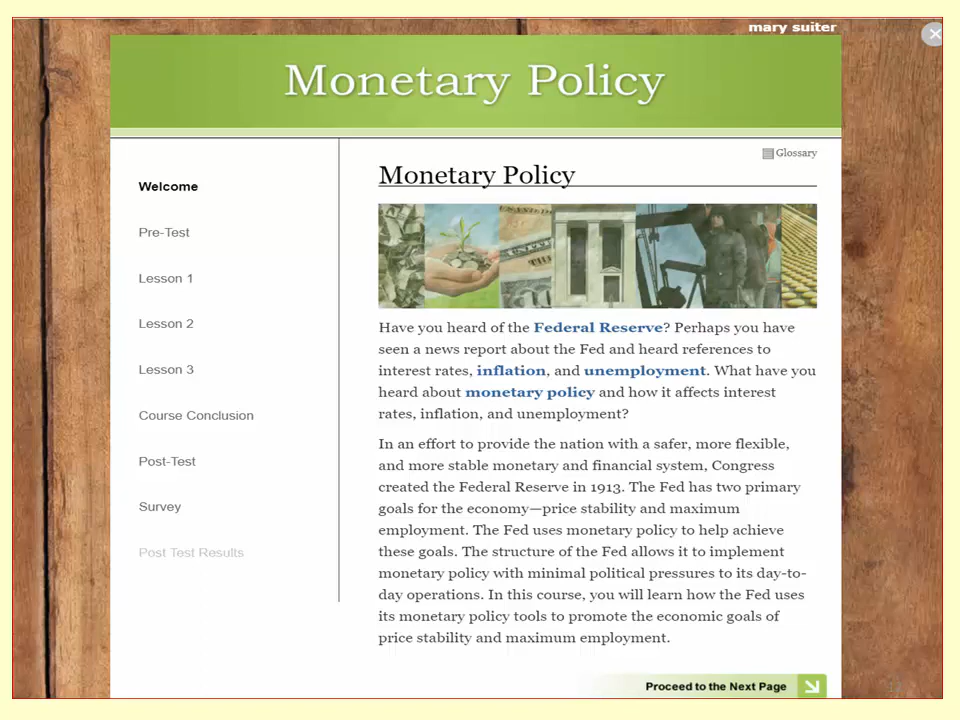 mary suiter
Monetary Policy
Glossary
Welcome
Pre-Test
Lesson 1
Lesson 2
Lesson 3
Course Conclusion
Post-Test
Survey
Post Test Results
Monetary Policy
Have you heard of the Federal Reserve? Perhaps you have
seen a news report about the Fed and heard references to
interest rates, inflation, and unemployment. What have you
heard about monetary policy and how it affects interest
rates, inflation, and unemployment?
In an effort to provide the nation with a safer, more flexible,
and more stable monetary and financial system, Congress
created the Federal Reserve in 1913. The Fed has two primary
goals for the economy—price stability and maximum
employment. The Fed uses monetary policy to help achieve
these goals. The structure of the Fed allows it to implement
monetary policy with minimal political pressures to its day-to-
day operations. In this course, you will learn how the Fed uses
its monetary policy tools to promote the economic goals of
price stability and maximum employment.
Proceed to the Next Page